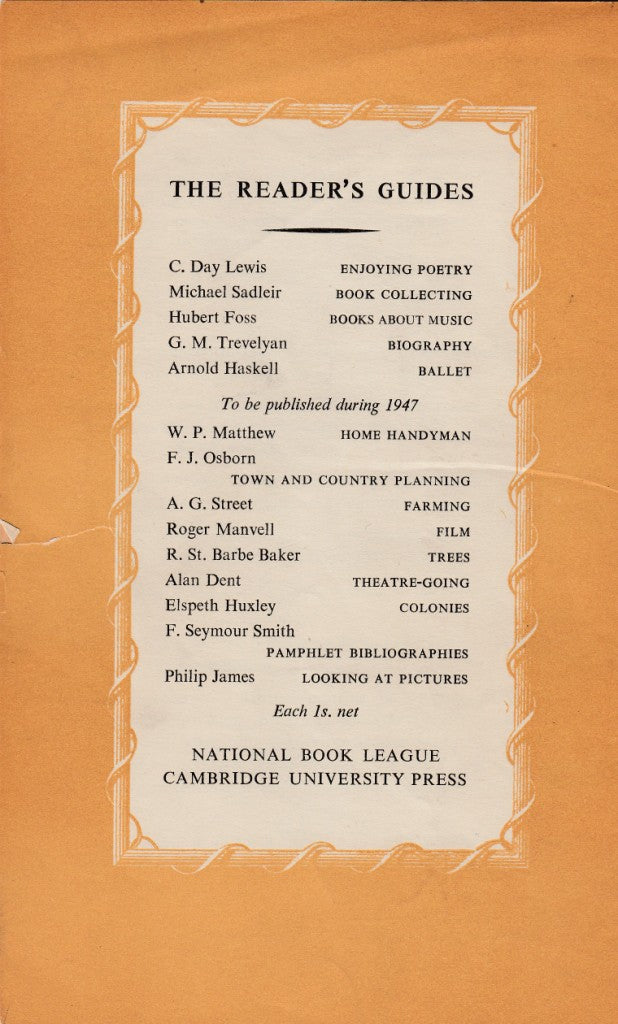 THE READER'S GUIDES
C. Day Lewis ENJOYING POETRY
Michael Sadleir BOOK COLLECTING
Hubert Foss BOOKS ABOUT MUSIC
G. M. Trevelyan BIOGRAPHY
Arnold Haskell BALLET
To be published during 1947
W. P. Matthew HOME HANDYMAN
F. J. Osborn
TOWN AND COUNTRY PLANNING
A. G. Street FARMING
Roger Manvell FILM
R. St. Barbe Baker TREES
Alan Dent THEATRE-GOING
Elspeth Huxley COLONIES
F. Seymour Smith
PAMPHLET BIBLIOGRAPHIES
Philip James LOOKING AT PICTURES
Each 1s. net
NATIONAL BOOK LEAGUE
CAMBRIDGE UNIVERSITY PRESS